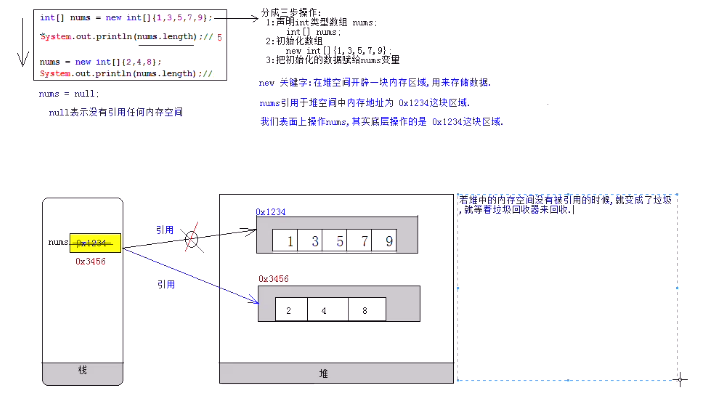 int[] nums = new int[]{1,3,5,7,9};
System.out.println(nums.length);// 5
nums = new int[]{2,4,8};
System.out.println(nums.length);//
nums = null;
null表示没有引用任何内存空间
分成三步操作:
1:声明int类型数组 nums;
int[] nums;
2:初始化数组
new int[]{1,3,5,7,9};
3:把初始化的数据赋给nums变量
new 关键字:在堆空间开辟一块内存区域,用来存储数据.
nums引用于堆空间中内存地址为 0x1234这块区域.
我们表面上操作nums,其实底层操作的是 0x1234这块区域.
nums
0x1234
0x3456
栈
引用
引用
0x1234
1 3 5 7 9
0x3456
2 4 8
堆
若堆中的内存空间没有被引用的时候,就变成了垃圾
,就等着垃圾回收器来回收.